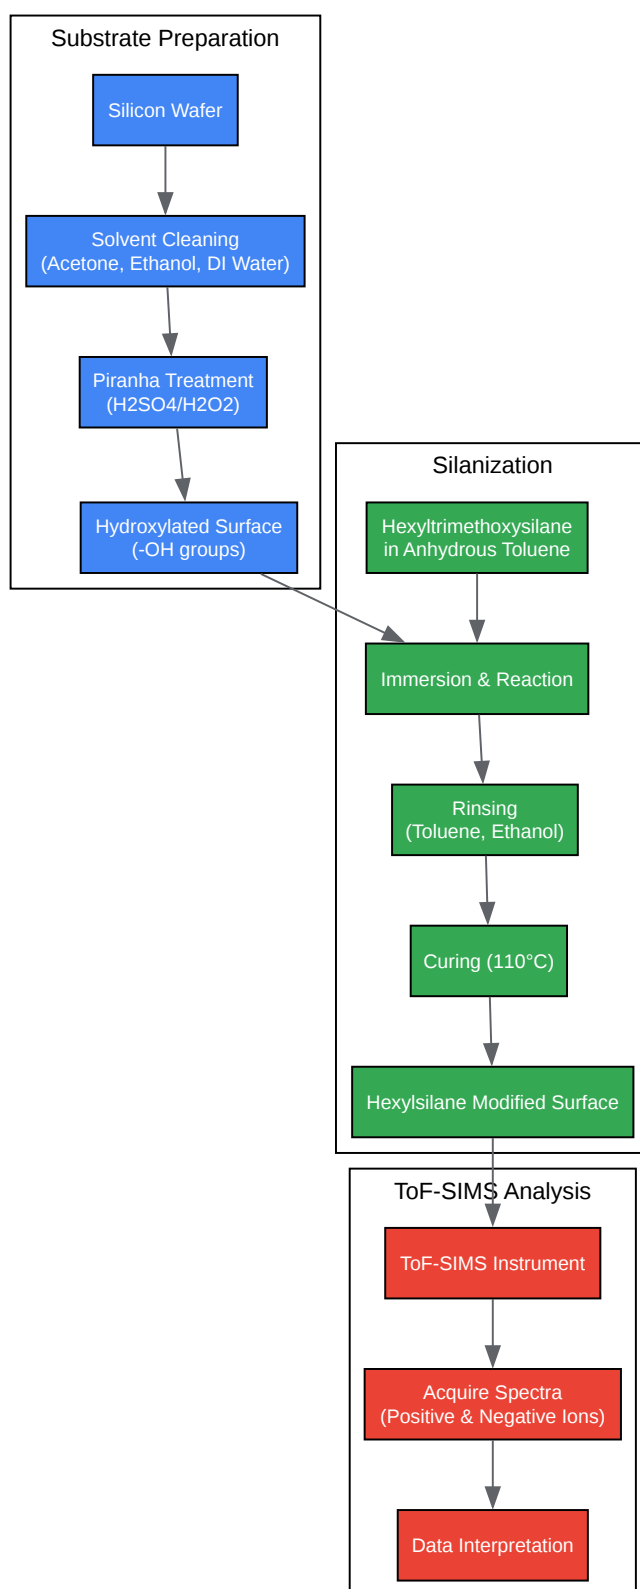 Substrate Preparation
Silicon Wafer
Solvent Cleaning
(Acetone, Ethanol, DI Water)
Piranha Treatment
(H2SO4/H2O2)
Hydroxylated Surface
(-OH groups)
Silanization
Hexyltrimethoxysilane
in Anhydrous Toluene
Immersion & Reaction
Rinsing
(Toluene, Ethanol)
Curing (110°C)
Hexylsilane Modified Surface
ToF-SIMS Analysis
ToF-SIMS Instrument
Acquire Spectra
(Positive & Negative Ions)
Data Interpretation